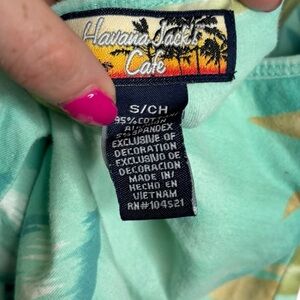 Havana Jack's
Cafe
S/CH
95% COTTON
5% SPANDEX
EXCLUSIVE OF
DECORATION
EXCLUSIVO DE
DECORACION
MADE IN/
HECHO EN
VIETNAM
RN#104521